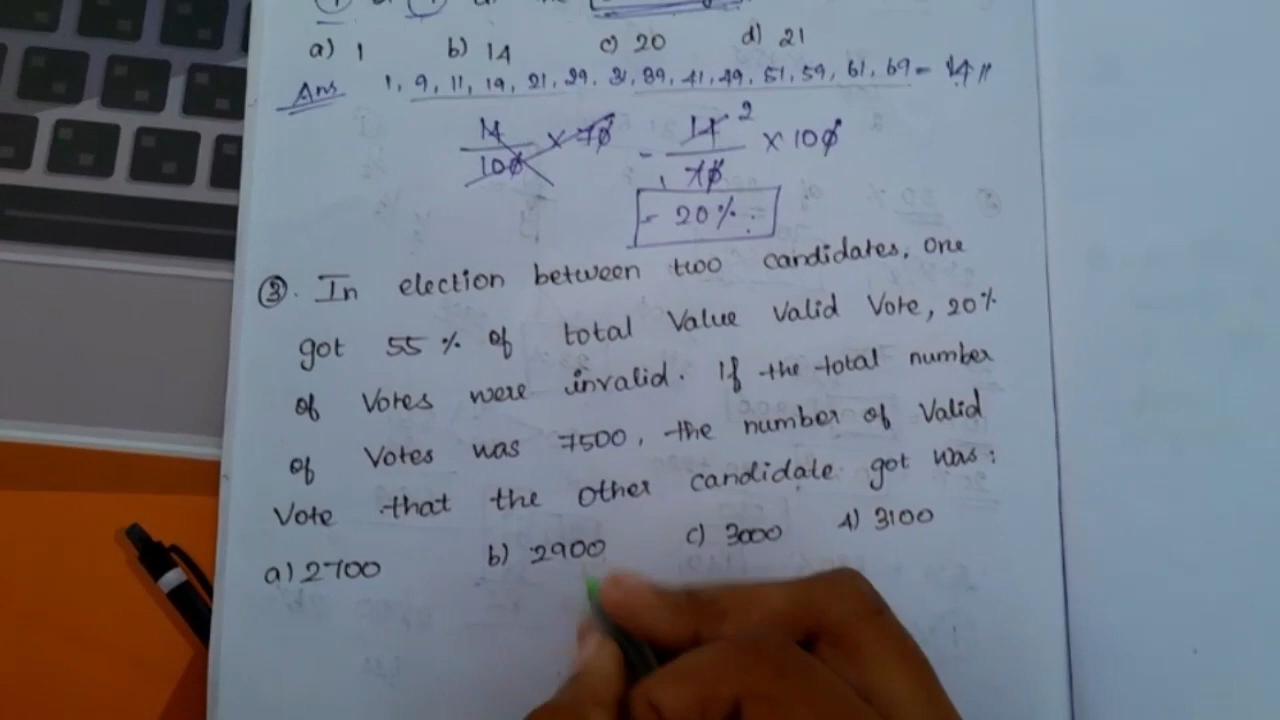 a) 1 b) 14 c) 20 d) 21
Ans 1, 9, 11, 19, 21, 29, 31, 39, 41, 49, 51, 59, 61, 69 = 14 //
14/100 × 70 = 14/70 2 × 100
= 20%.
③. In election between two candidates, one
got 55 % of total Value Valid Vote, 20%
of Votes were invalid. If the total number
of Votes was 7500, the number of Valid
Vote that the other candidate got was:
a) 2700 b) 2900 c) 3000 d) 3100